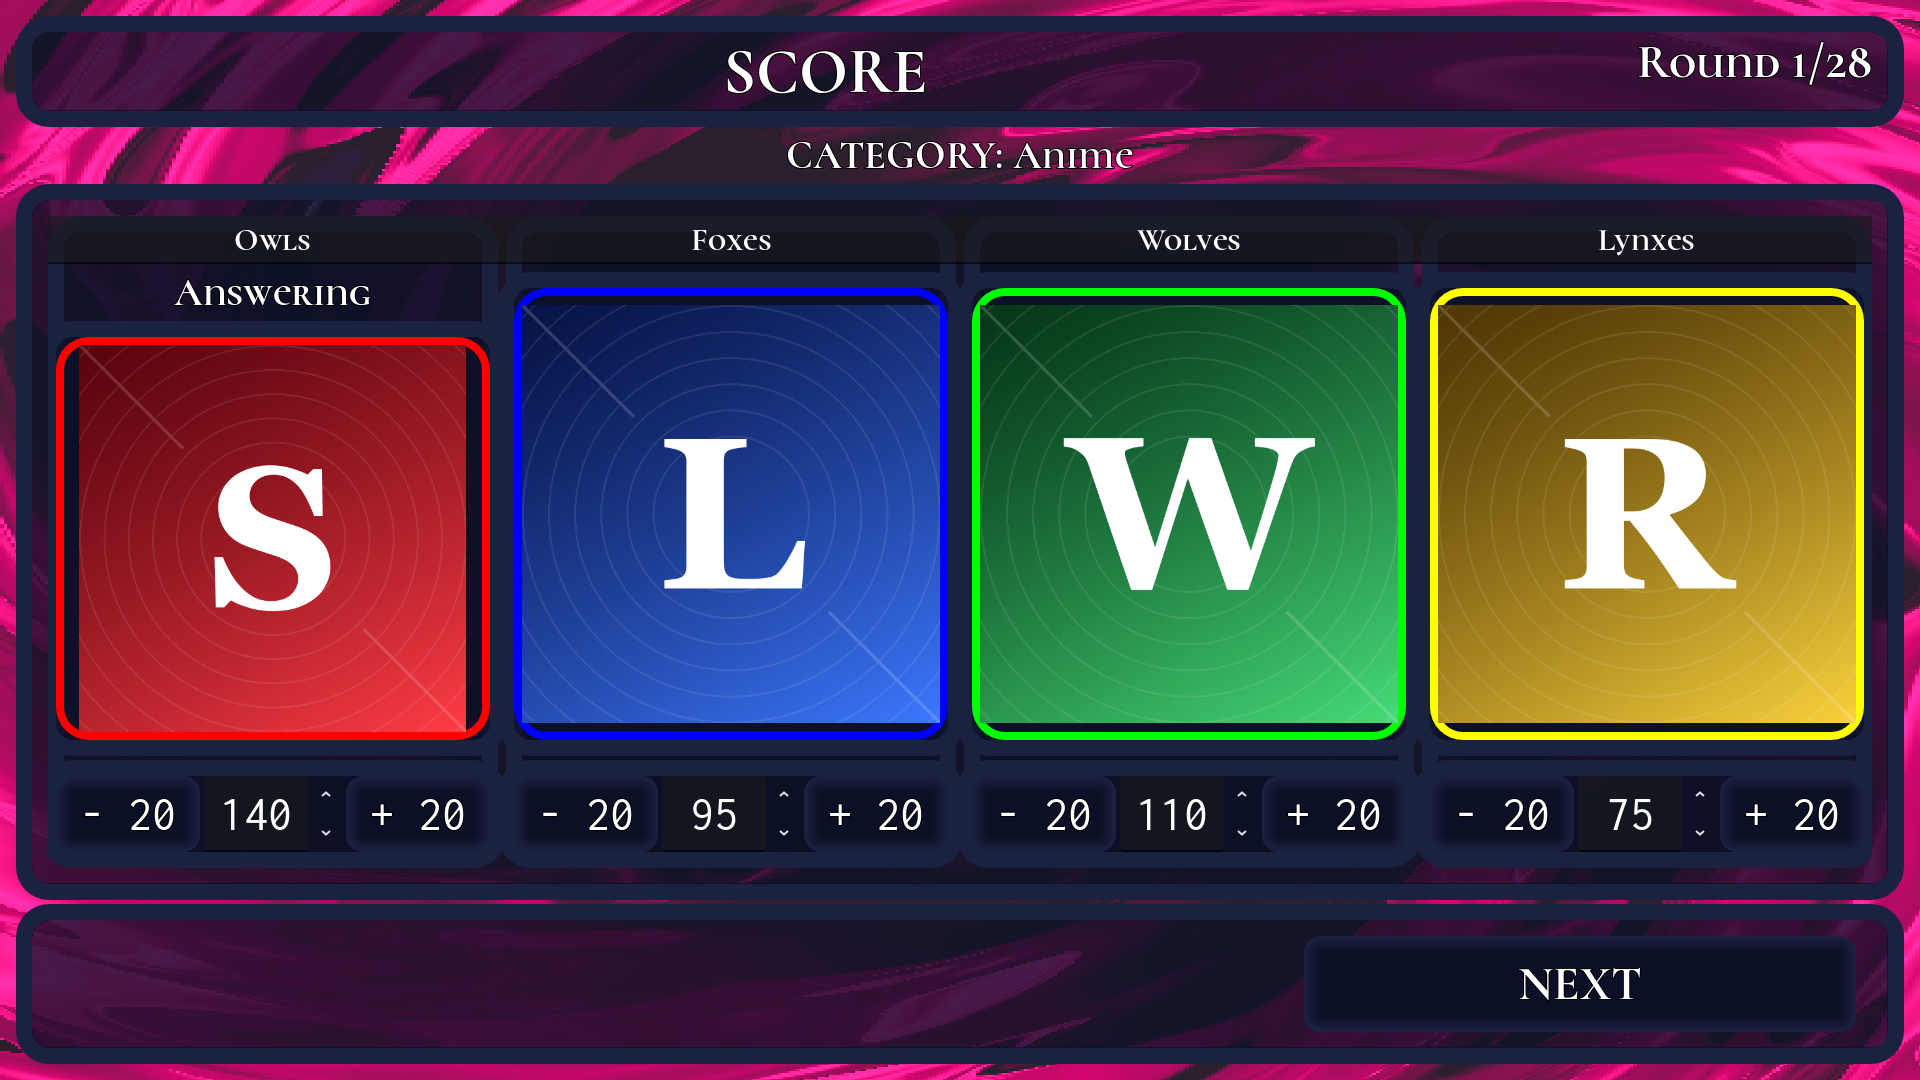 SCORE
Round 1/28
CATEGORY: Anime
Owls
Foxes
Wolves
Lynxes
Answering
S
L
W
R
- 20
140
+ 20
- 20
95
+ 20
- 20
110
+ 20
- 20
75
+ 20
NEXT